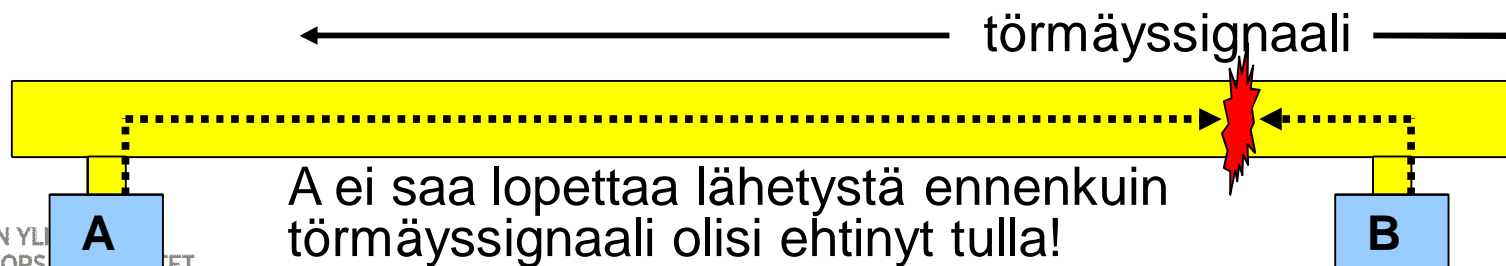 törmäyssignaali
A ei saa lopettaa lähetystä ennenkuin
törmäyssignaali olisi ehtinyt tulla!
A
B